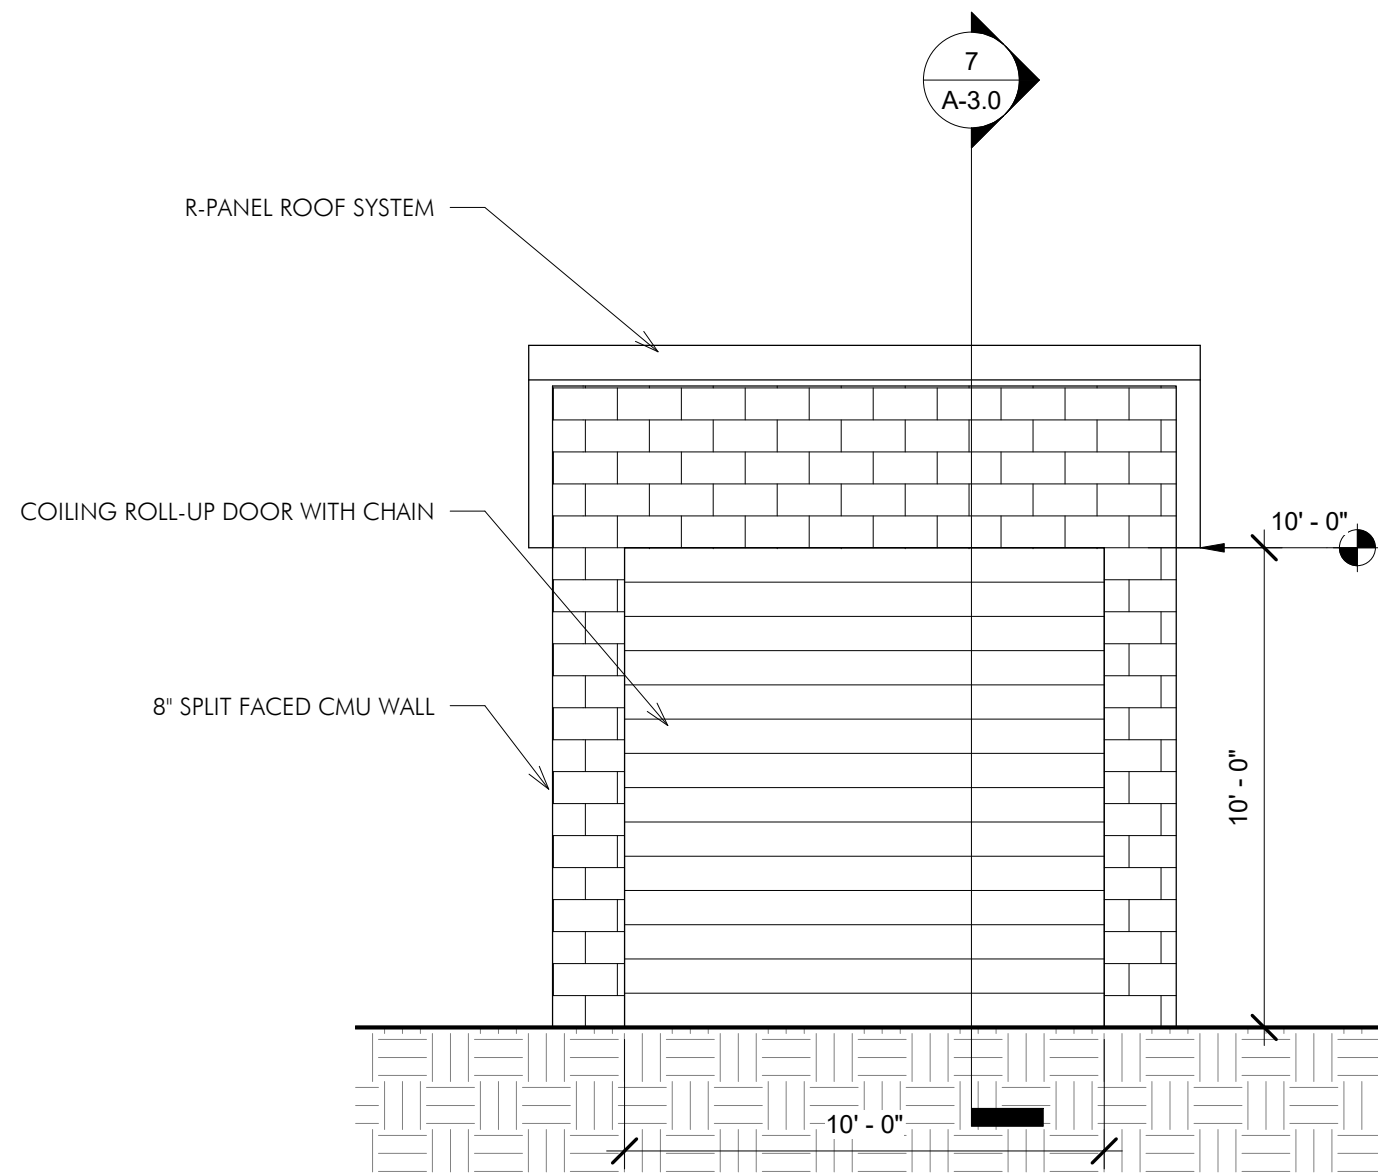 7
A-3.0
R-PANEL ROOF SYSTEM
COILING ROLL-UP DOOR WITH CHAIN
10' - 0"
8" SPLIT FACED CMU WALL
10' - 0"
10' - 0"